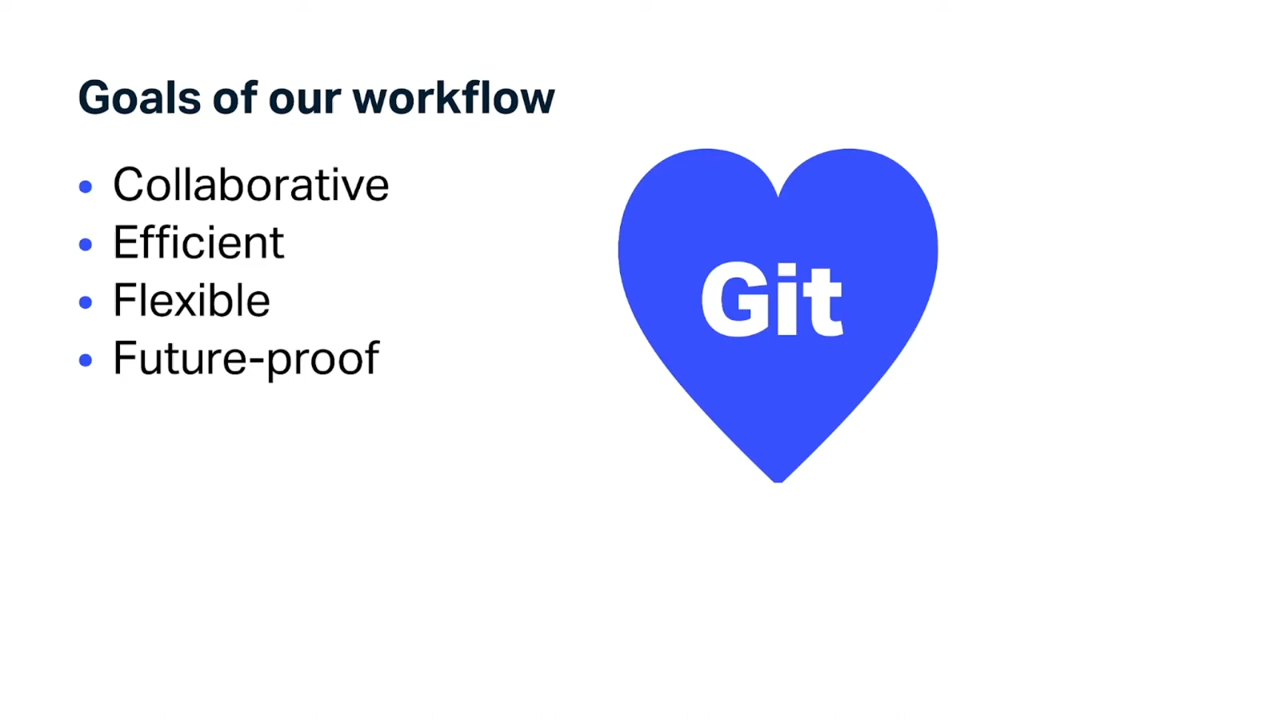 Goals of our workflow
• Collaborative
• Efficient
• Flexible
• Future-proof
Git